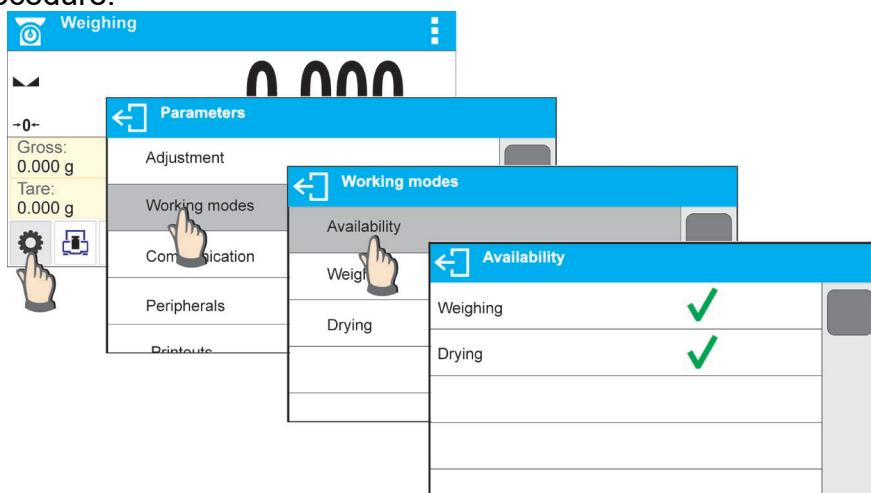 Weighing
0.000
→0←
Gross:
0.000 g
Tare:
0.000 g
Parameters
Adjustment
Working modes
Peripherals
Working modes
Availability
Drying
Availability
Weighing
Drying